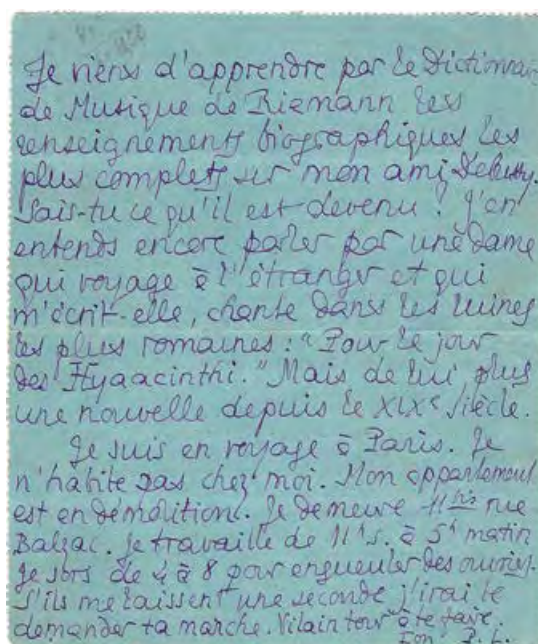 Je viens d'apprendre par le Dictionnaire
de Musique de Riemann les
renseignements biographiques les
plus complets sur mon ami Debussy.
Sais-tu ce qu'il est devenu ? J'en
entends encore parler par une dame
qui voyage à l'étranger et qui
m'écrit-elle, chante dans les ruines
les plus romaines : "Pour le jour
des Hyaacinthi." Mais de lui, plus
une nouvelle depuis le XIXe siècle.
Je suis en voyage à Paris. Je
n'habite pas chez moi. Mon appartement
est en démolition. Je demeure 11 bis rue
Balzac. Je travaille de 11h s. à 5h matin
Je sors de 4 à 8 pour engueuler des ouvriers.
S'ils me laissent une seconde j'irai te
demander ta marche. Vilain tour à te faire.
Ton P. L.